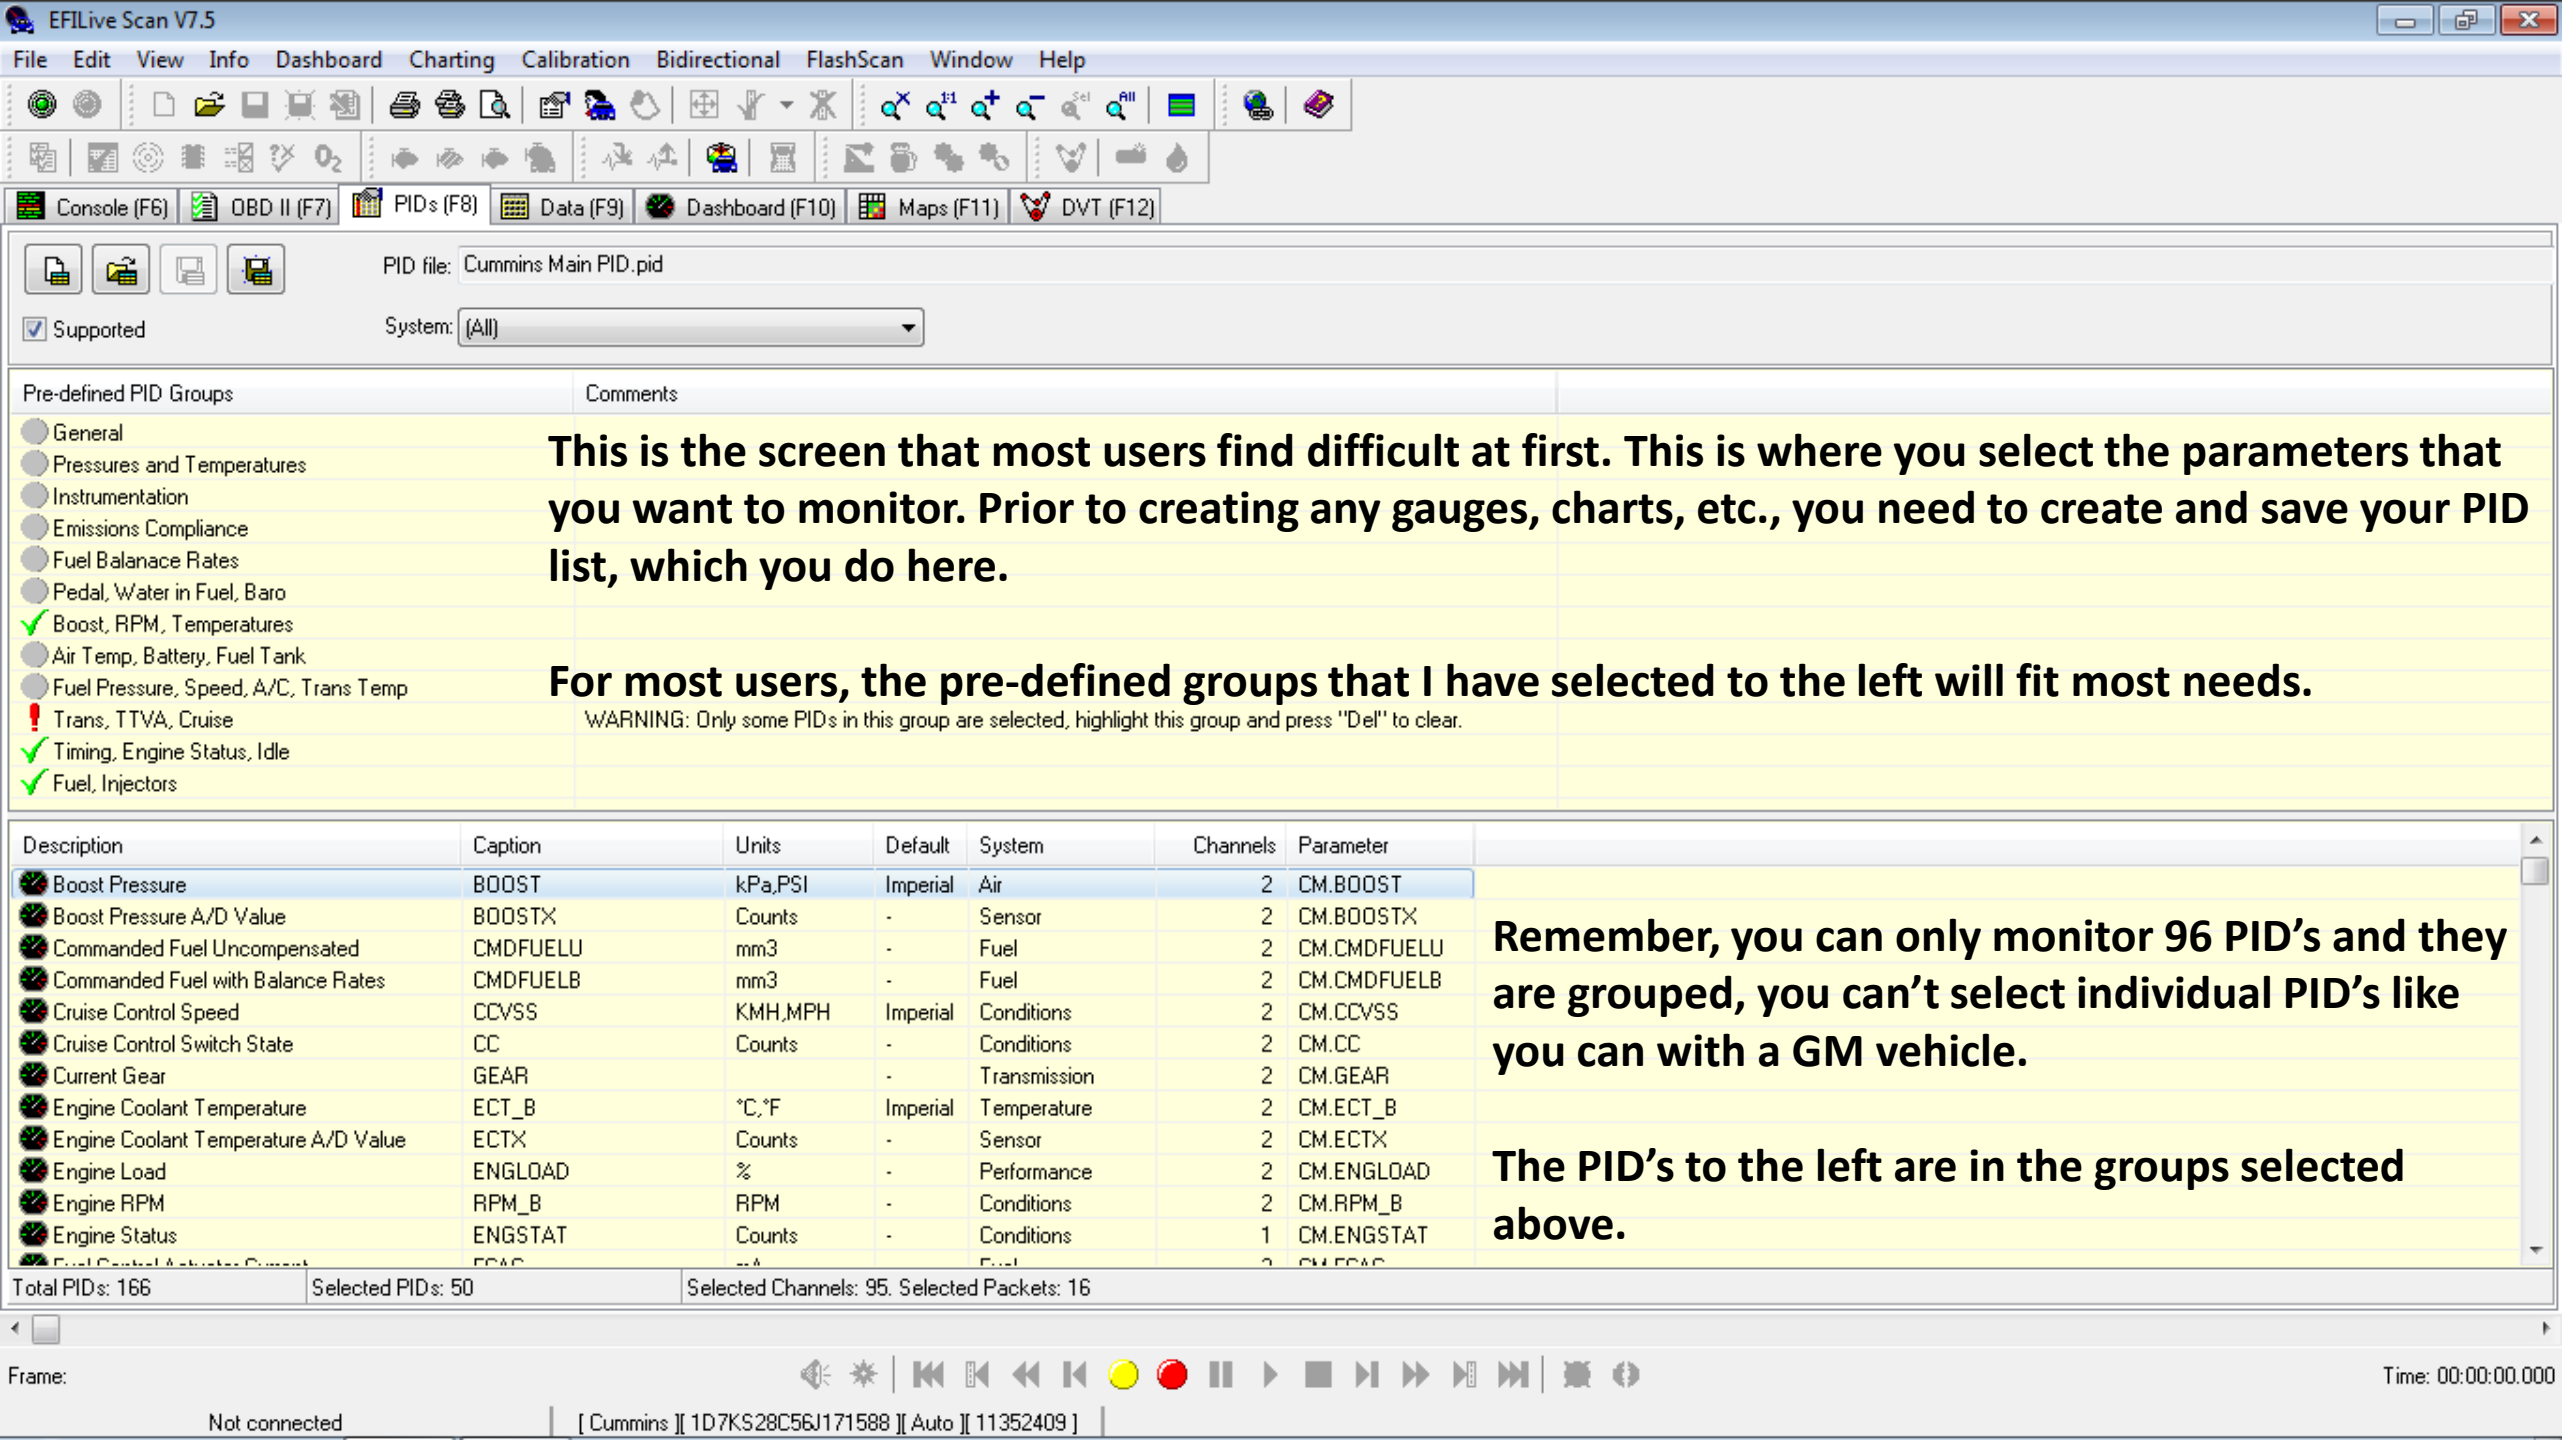 EFILive Scan V7.5
File Edit View Info Dashboard Charting Calibration Bidirectional FlashScan Window Help
Console (F6) OBD II (F7) PIDs (F8) Data (F9) Dashboard (F10) Maps (F11) DVT (F12)
PID file: Cummins Main PID.pid
Supported System: (All)
Pre-defined PID Groups Comments
General
Pressures and Temperatures
Instrumentation
Emissions Compliance
Fuel Balanace Rates
Pedal, Water in Fuel, Baro
Boost, RPM, Temperatures
Air Temp, Battery, Fuel Tank
Fuel Pressure, Speed, A/C, Trans Temp
Trans, TTVA, Cruise WARNING: Only some PIDs in this group are selected, highlight this group and press "Del" to clear.
Timing, Engine Status, Idle
Fuel, Injectors
This is the screen that most users find difficult at first. This is where you select the parameters that
you want to monitor. Prior to creating any gauges, charts, etc., you need to create and save your PID
list, which you do here.
For most users, the pre-defined groups that I have selected to the left will fit most needs.
Description Caption Units Default System Channels Parameter
Boost Pressure BOOST kPa,PSI Imperial Air 2 CM.BOOST
Boost Pressure A/D Value BOOSTX Counts - Sensor 2 CM.BOOSTX
Commanded Fuel Uncompensated CMDFUELU mm3 - Fuel 2 CM.CMDFUELU
Commanded Fuel with Balance Rates CMDFUELB mm3 - Fuel 2 CM.CMDFUELB
Cruise Control Speed CCVSS KMH,MPH Imperial Conditions 2 CM.CCVSS
Cruise Control Switch State CC Counts - Conditions 2 CM.CC
Current Gear GEAR - Transmission 2 CM.GEAR
Engine Coolant Temperature ECT_B °C,°F Imperial Temperature 2 CM.ECT_B
Engine Coolant Temperature A/D Value ECTX Counts - Sensor 2 CM.ECTX
Engine Load ENGLOAD % - Performance 2 CM.ENGLOAD
Engine RPM RPM_B RPM - Conditions 2 CM.RPM_B
Engine Status ENGSTAT Counts - Conditions 1 CM.ENGSTAT
Remember, you can only monitor 96 PID’s and they
are grouped, you can’t select individual PID’s like
you can with a GM vehicle.
The PID’s to the left are in the groups selected
above.
Total PIDs: 166 Selected PIDs: 50 Selected Channels: 95. Selected Packets: 16
Frame: Time: 00:00:00.000
Not connected [ Cummins ][ 1D7KS28C56J171588 ][ Auto ][ 11352409 ]